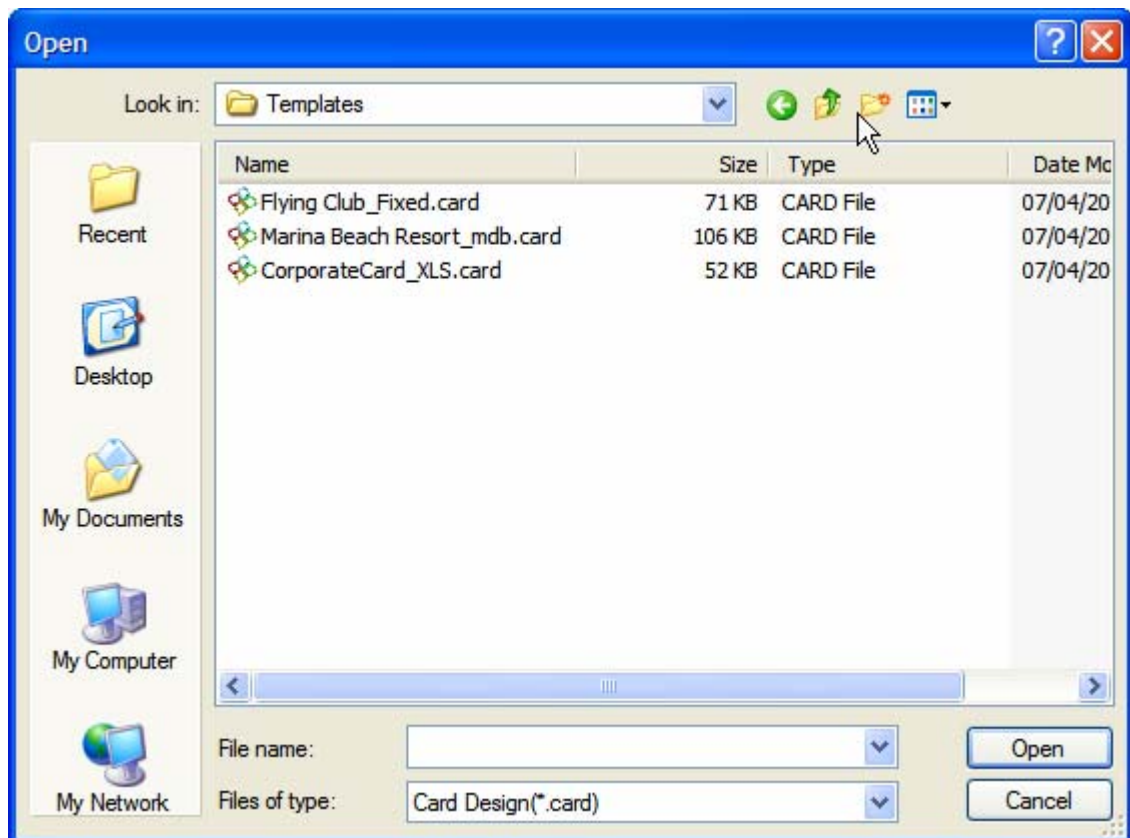 Open
Look in: Templates
Name Size Type Date Mo
Flying Club_Fixed.card 71 KB CARD File 07/04/20
Marina Beach Resort_mdb.card 106 KB CARD File 07/04/20
CorporateCard_XLS.card 52 KB CARD File 07/04/20
Recent
Desktop
My Documents
My Computer
My Network
File name: Open
Files of type: Card Design(*.card) Cancel